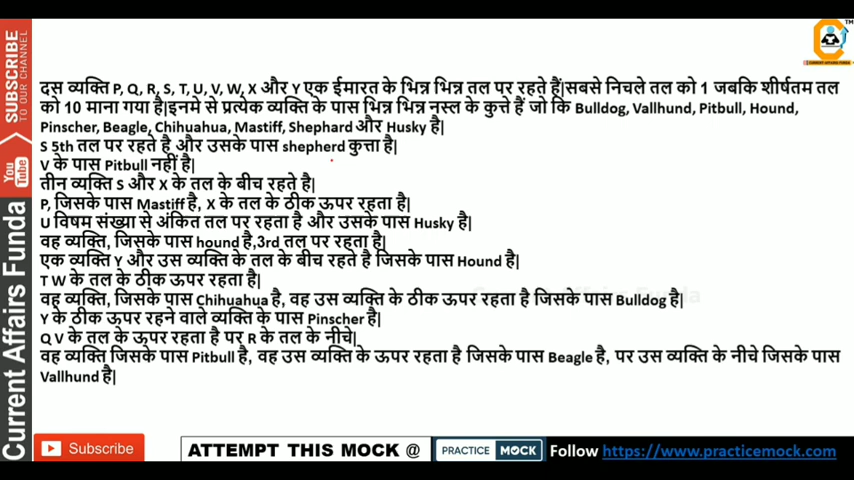 SUBSCRIBE
TO OUR CHANNEL
You Tube
Current Affairs Funda
TM
C
CURRENT AFFAIRS FUNDA
दस व्यक्ति P, Q, R, S, T, U, V, W, X और Y एक ईमारत के भिन्न भिन्न तल पर रहते हैं|सबसे निचले तल को 1 जबकि शीर्षतम तल
को 10 माना गया है|इनमे से प्रत्येक व्यक्ति के पास भिन्न भिन्न नस्ल के कुत्ते हैं जो कि Bulldog, Vallhund, Pitbull, Hound,
Pinscher, Beagle, Chihuahua, Mastiff, Shephard और Husky है|
S 5th तल पर रहते है और उसके पास shepherd कुत्ता है|
V के पास Pitbull नहीं है|
तीन व्यक्ति S और X के तल के बीच रहते है|
P, जिसके पास Mastiff है, X के तल के ठीक ऊपर रहता है|
U विषम संख्या से अंकित तल पर रहता है और उसके पास Husky है|
वह व्यक्ति, जिसके पास hound है,3rd तल पर रहता है|
एक व्यक्ति Y और उस व्यक्ति के तल के बीच रहते है जिसके पास Hound है|
T W के तल के ठीक ऊपर रहता है|
वह व्यक्ति, जिसके पास Chihuahua है, वह उस व्यक्ति के ठीक ऊपर रहता है जिसके पास Bulldog है|
Y के ठीक ऊपर रहने वाले व्यक्ति के पास Pinscher है|
Q V के तल के ऊपर रहता है पर R के तल के नीचे|
वह व्यक्ति जिसके पास Pitbull है, वह उस व्यक्ति के ऊपर रहता है जिसके पास Beagle है, पर उस व्यक्ति के नीचे जिसके पास
Vallhund है|
Subscribe
ATTEMPT THIS MOCK @ PRACTICE MOCK Follow https://www.practicemock.com